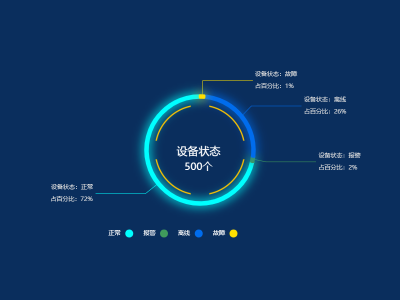 设备状态：故障
占百分比：1%
设备状态：离线
占百分比：26%
设备状态
500个
设备状态：报警
占百分比：2%
设备状态：正常
占百分比：72%
正常 报警 离线 故障